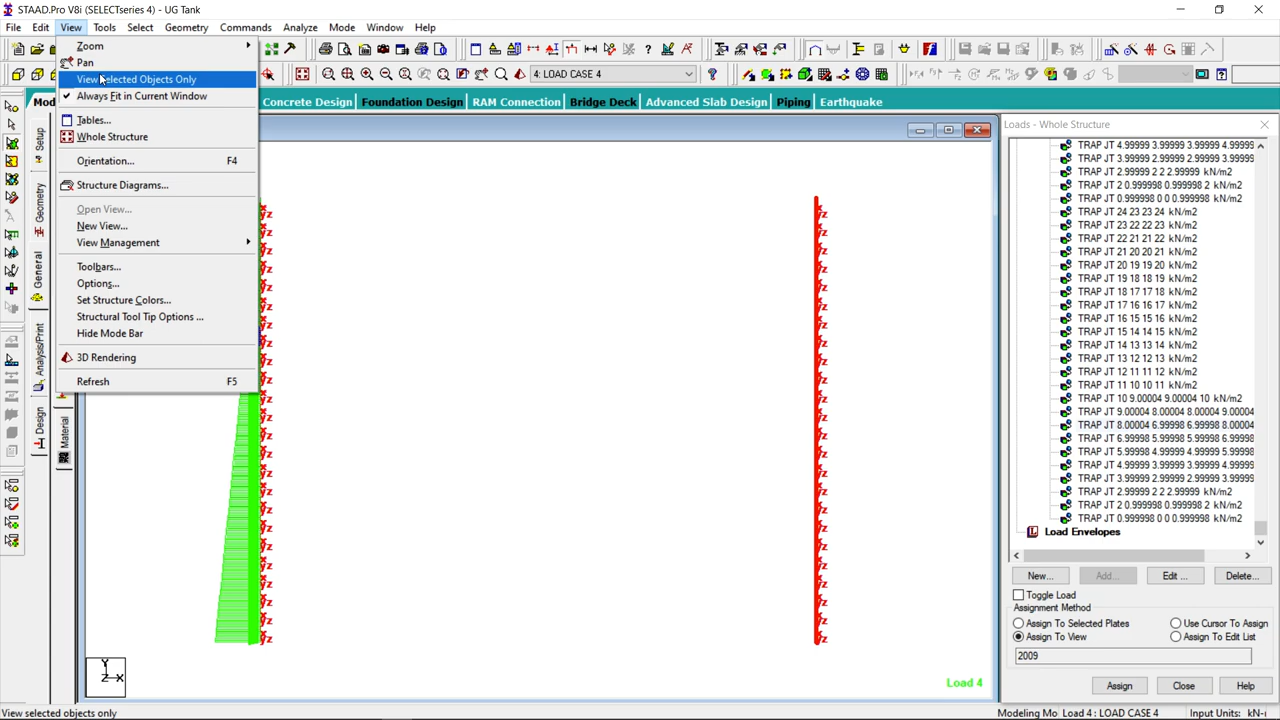 STAAD.Pro V8i (SELECTseries 4) - UG Tank
File Edit View Tools Select Geometry Commands Analyze Mode Window Help
4: LOAD CASE 4
Concrete Design Foundation Design RAM Connection Bridge Deck Advanced Slab Design Piping Earthquake
Zoom
Pan
View Selected Objects Only
Always Fit in Current Window
Tables...
Whole Structure
Orientation... F4
Structure Diagrams...
Open View...
New View...
View Management
Toolbars...
Options...
Set Structure Colors...
Structural Tool Tip Options ...
Hide Mode Bar
3D Rendering
Refresh F5
Setup
Geometry
General
Analysis/Print
Design
Material
Load 4
Y
Z X
Loads - Whole Structure
TRAP JT 4.99999 3.99999 3.99999 4.99999
TRAP JT 3.99999 2.99999 2.99999 3.99999
TRAP JT 2.99999 2 2 2.99999 kN/m2
TRAP JT 2 0.999998 0.999998 2 kN/m2
TRAP JT 0.999998 0 0 0.999998 kN/m2
TRAP JT 24 23 23 24 kN/m2
TRAP JT 23 22 22 23 kN/m2
TRAP JT 22 21 21 22 kN/m2
TRAP JT 21 20 20 21 kN/m2
TRAP JT 20 19 19 20 kN/m2
TRAP JT 19 18 18 19 kN/m2
TRAP JT 18 17 17 18 kN/m2
TRAP JT 17 16 16 17 kN/m2
TRAP JT 16 15 15 16 kN/m2
TRAP JT 15 14 14 15 kN/m2
TRAP JT 14 13 13 14 kN/m2
TRAP JT 13 12 12 13 kN/m2
TRAP JT 12 11 11 12 kN/m2
TRAP JT 11 10 10 11 kN/m2
TRAP JT 10 9.00004 9.00004 10 kN/m2
TRAP JT 9.00004 8.00004 8.00004 9.00004
TRAP JT 8.00004 6.99998 6.99998 8.00004
TRAP JT 6.99998 5.99998 5.99998 6.99998
TRAP JT 5.99998 4.99999 4.99999 5.99998
TRAP JT 4.99999 3.99999 3.99999 4.99999
TRAP JT 3.99999 2.99999 2.99999 3.99999
TRAP JT 2.99999 2 2 2.99999 kN/m2
TRAP JT 2 0.999998 0.999998 2 kN/m2
TRAP JT 0.999998 0 0 0.999998 kN/m2
Load Envelopes
New... Add... Edit ... Delete...
Toggle Load
Assignment Method
Assign To Selected Plates Use Cursor To Assign
Assign To View Assign To Edit List
2009
Assign Close Help
View selected objects only Modeling Mo Load 4 : LOAD CASE 4 Input Units: kN-